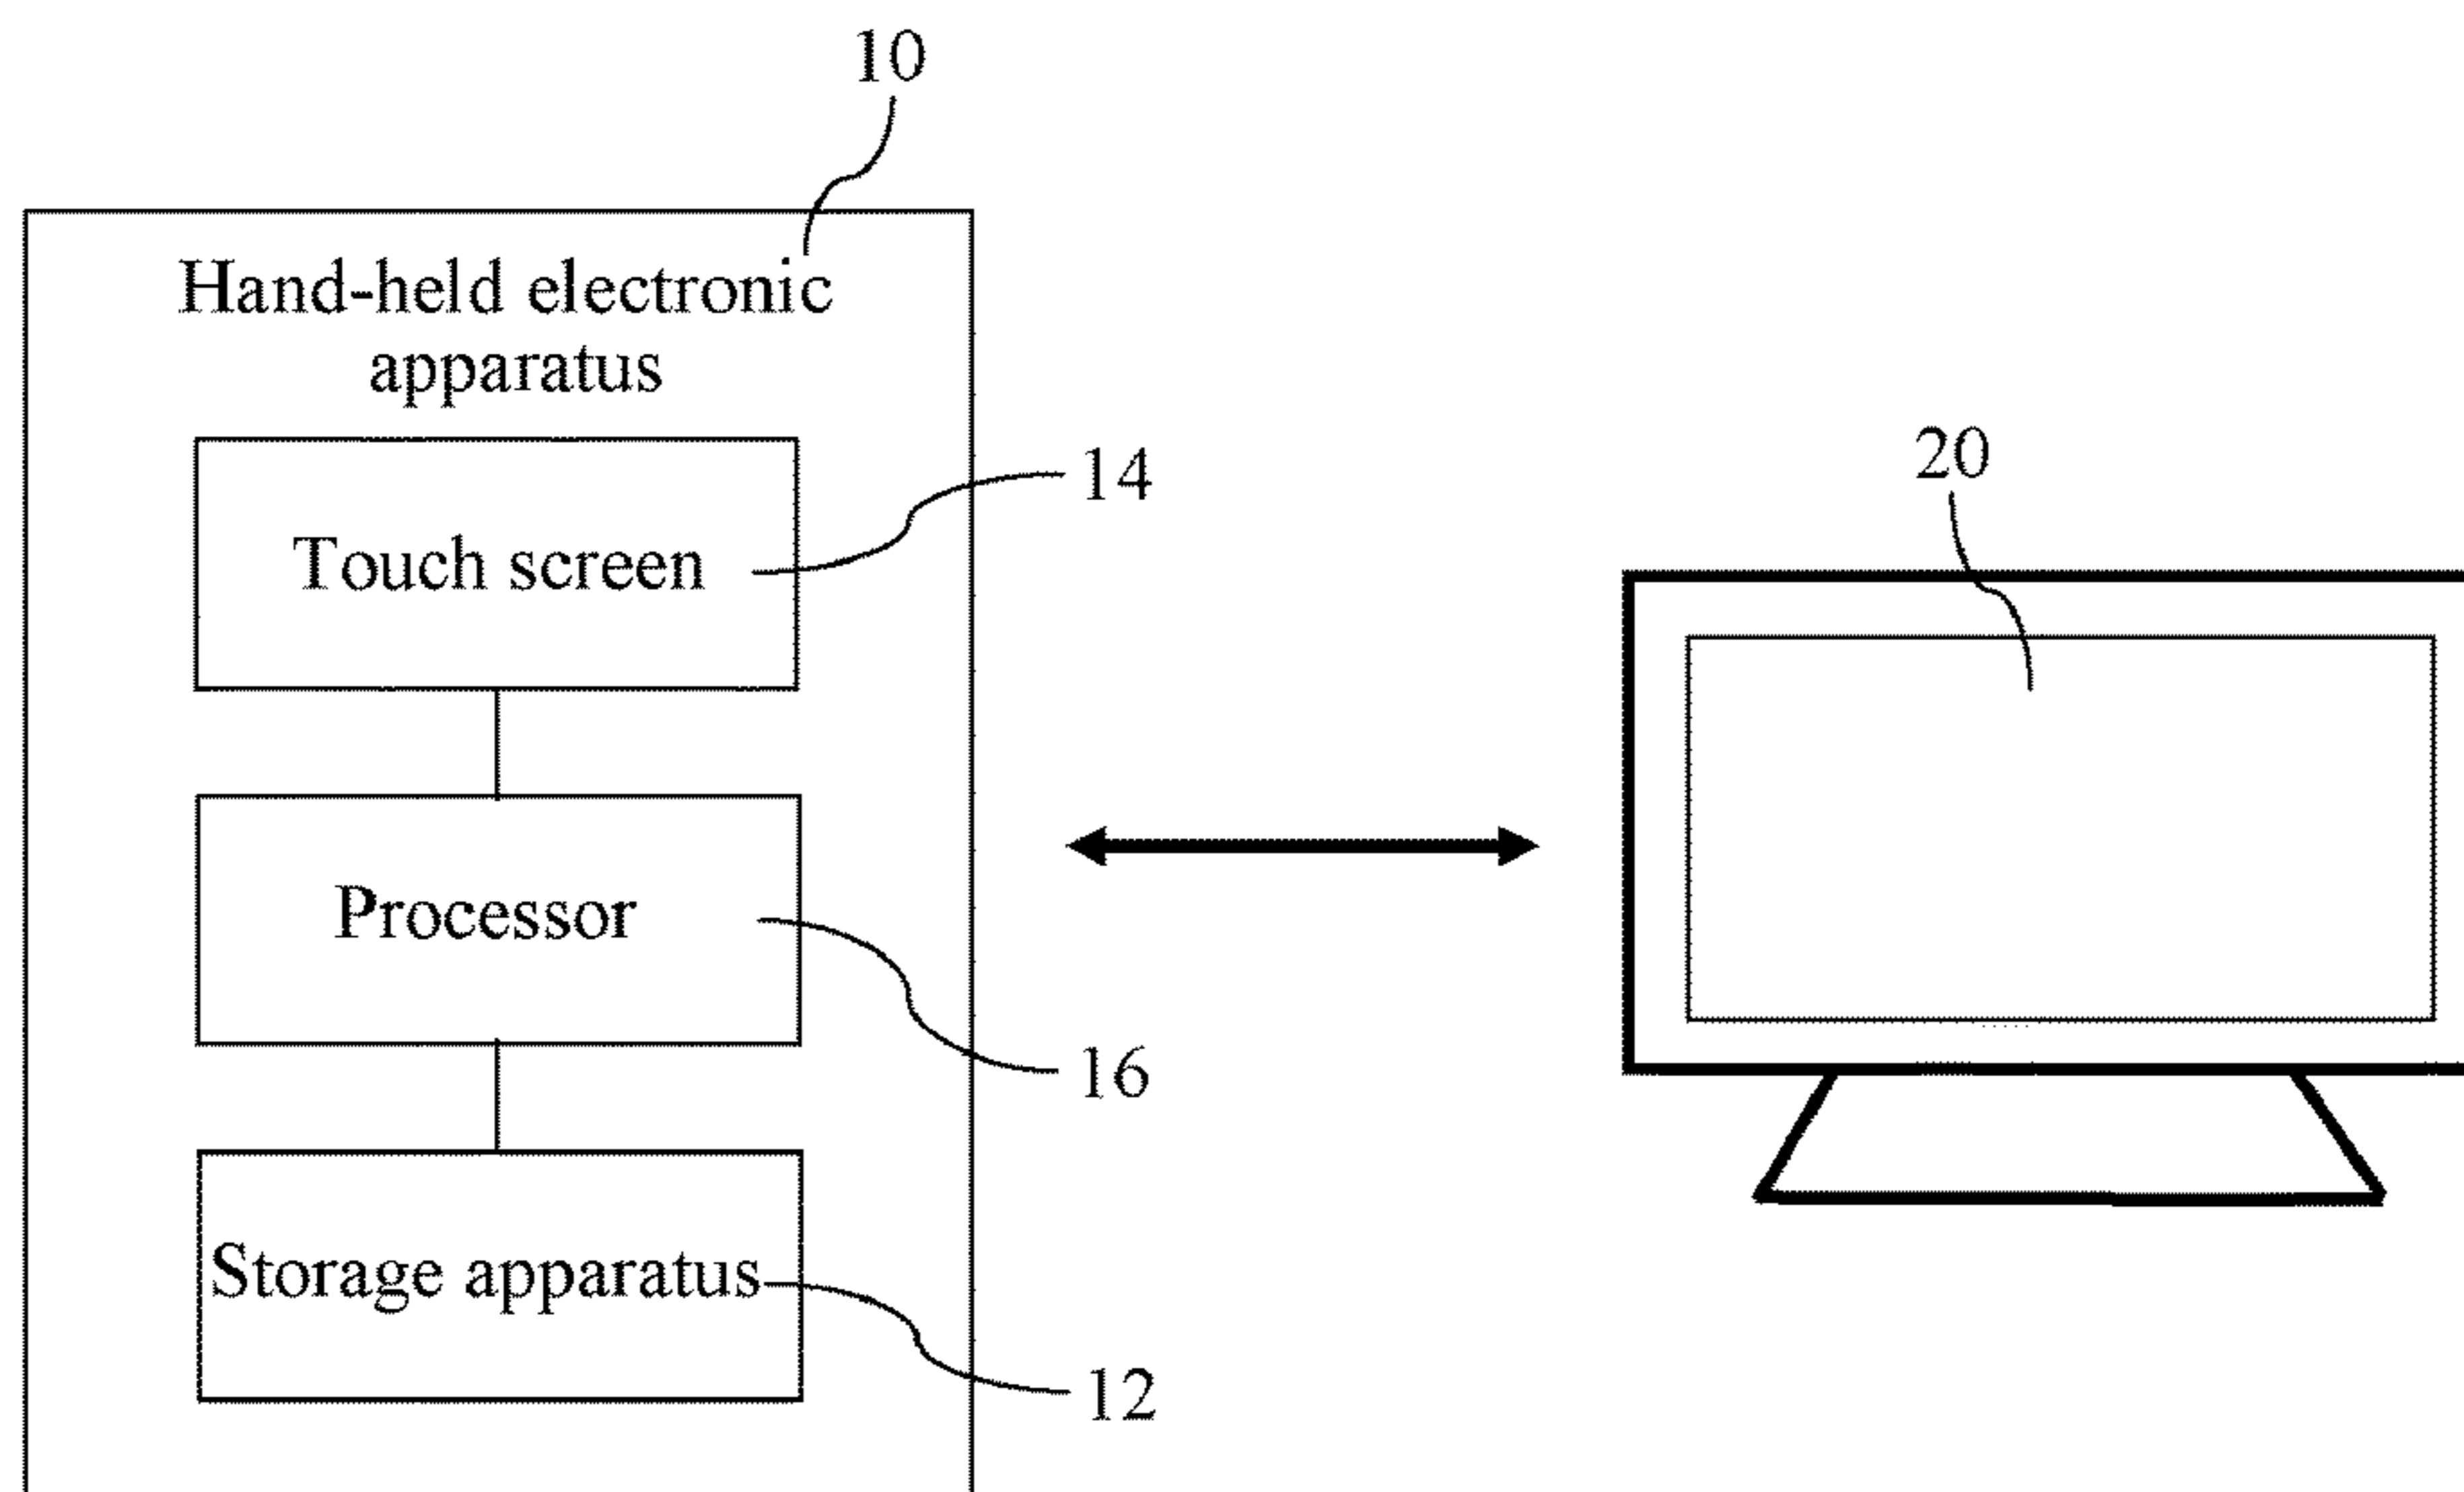 10
Hand-held electronic
apparatus
14
Touch screen
20
Processor
16
Storage apparatus
12